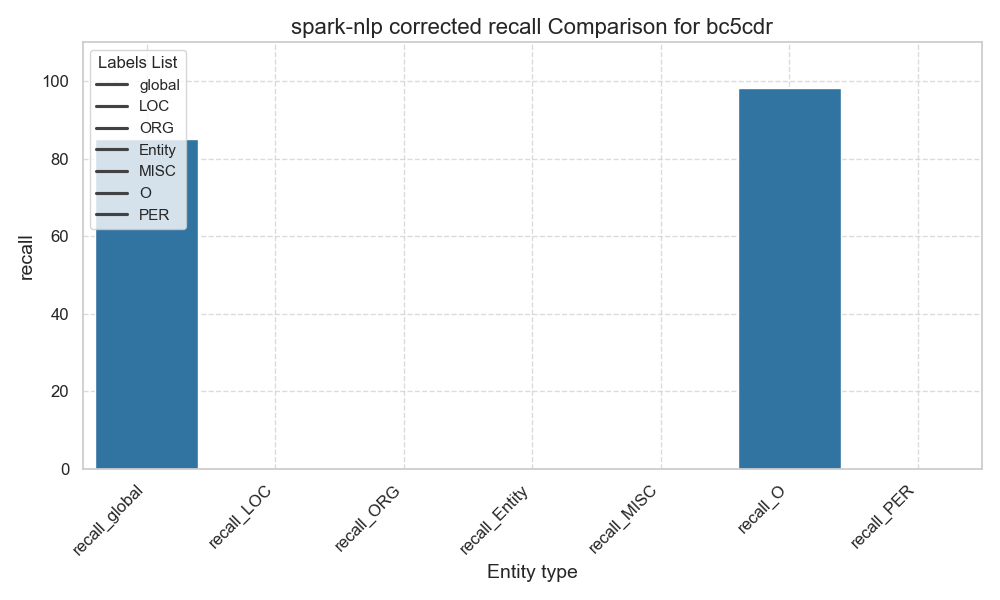 spark-nlp corrected recall Comparison for bc5cdr
Labels List
global
LOC
ORG
Entity
MISC
O
PER
100
80
60
40
20
0
recall
recall_global
recall_LOC
recall_ORG
recall_Entity
recall_MISC
recall_O
recall_PER
Entity type